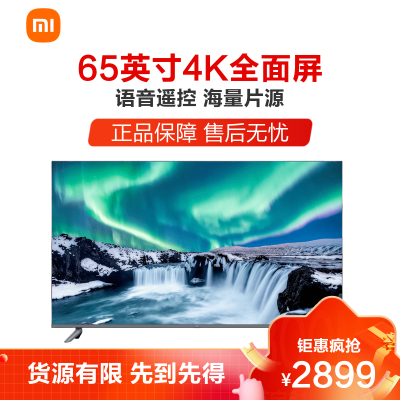 mi
65英寸4K全面屏
语音遥控 海量片源
正品保障 售后无忧
钜惠疯抢
货源有限 先到先得
¥2899